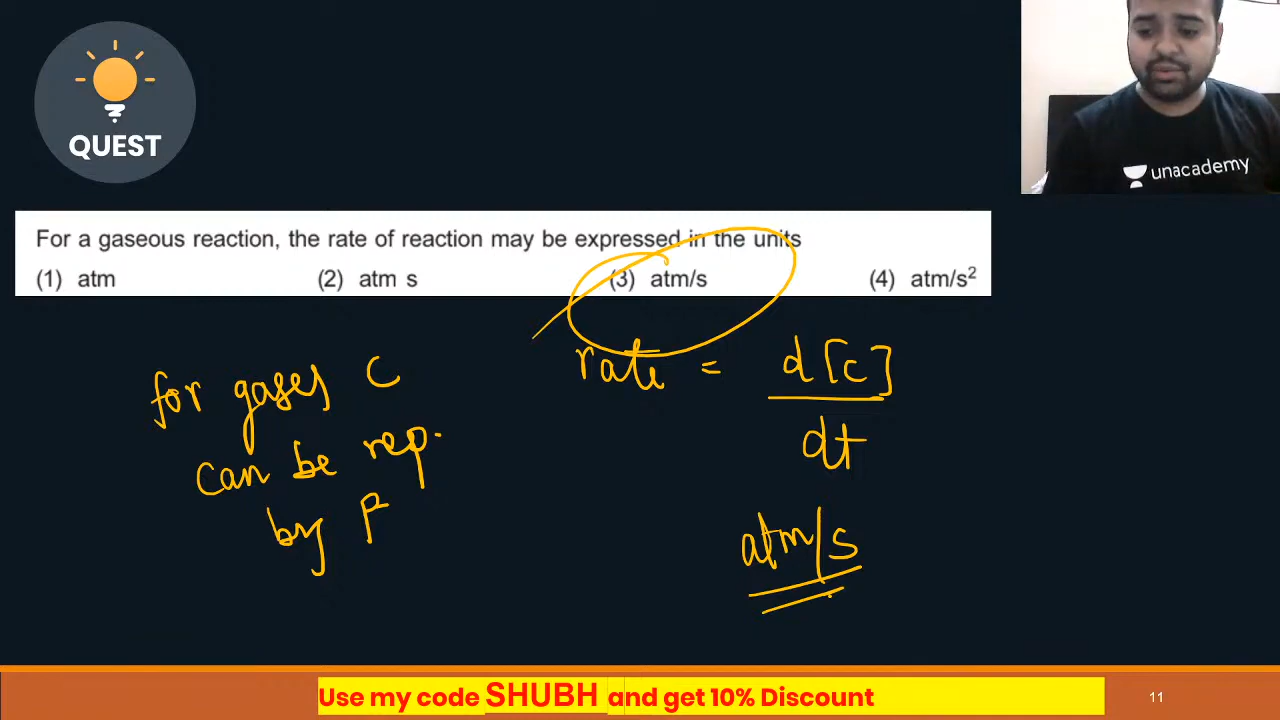 QUEST
unacademy
For a gaseous reaction, the rate of reaction may be expressed in the units
(1) atm (2) atm s (3) atm/s (4) atm/s²
for gases C
can be rep.
by P
rate = d[c]
dt
atm/s
Use my code SHUBH and get 10% Discount
11